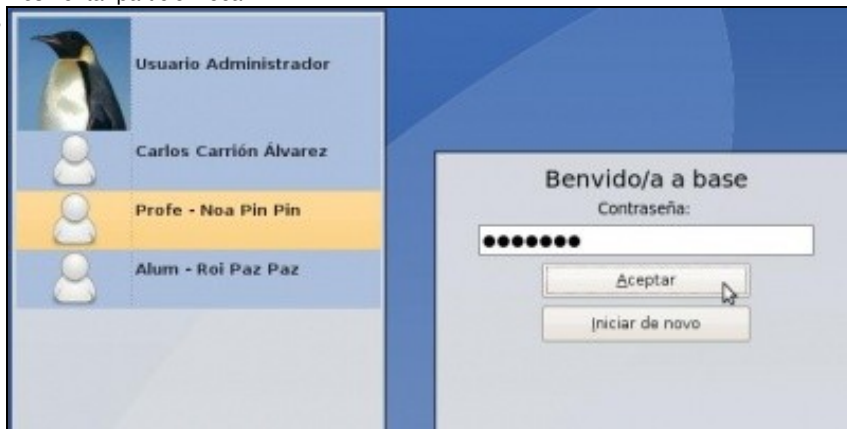 Usuario Administrador
Carlos Carrión Álvarez
Profe - Noa Pin Pin
Alum - Roi Paz Paz
Benvido/a a base
Contraseña:
●●●●●●●
Aceptar
Iniciar de novo